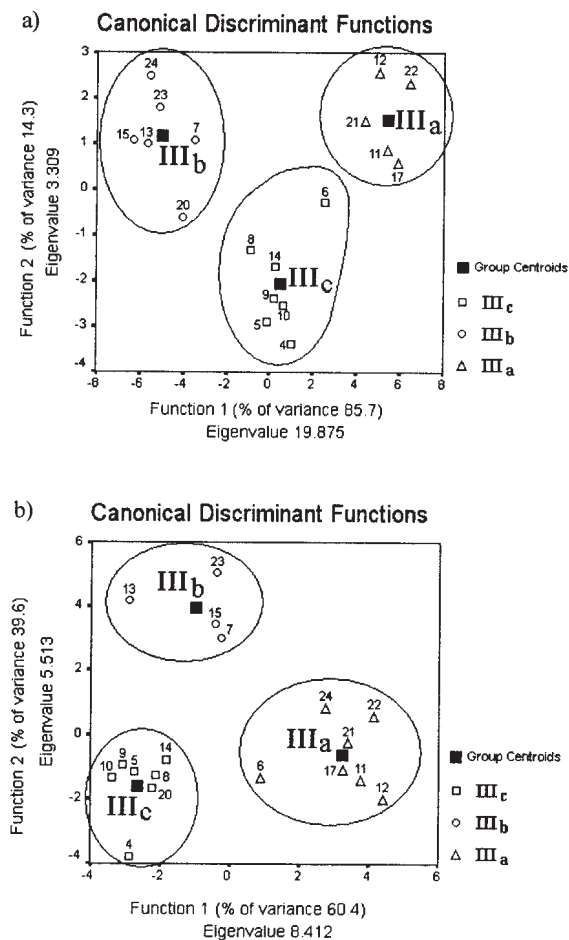 a)
Canonical Discriminant Functions
Function 2 (% of variance 14.3)
Eigenvalue 3.309
3
2
1
0
-1
-2
-3
-4
24
23
15
13
7
III b
20
12
22
21
III a
11
17
6
8
14
III c
9
10
5
4
-8
-6
-4
-2
0
2
4
6
8
Function 1 (% of variance 85.7)
Eigenvalue 19.875
Group Centroids
III c
III b
III a
b)
Canonical Discriminant Functions
Function 2 (% of variance 39.6)
Eigenvalue 5.513
6
4
2
0
-2
-4
23
13
III b
15
7
24
22
III a
21
17
11
6
12
14
9
5
10
8
20
III c
4
-4
-2
0
2
4
6
Function 1 (% of variance 60.4)
Eigenvalue 8.412
Group Centroids
III c
III b
III a